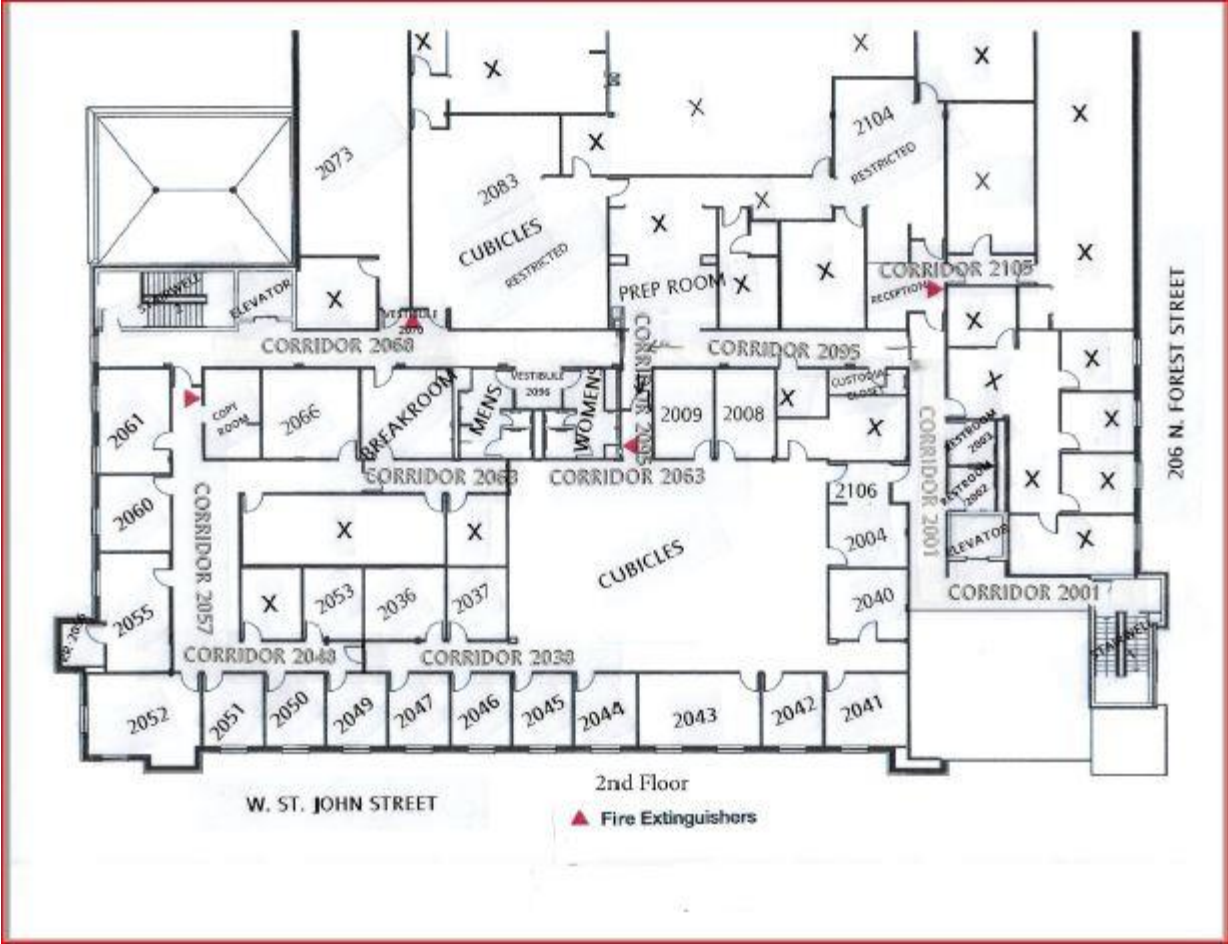 X
X
X
X
M
X
X
2104
RESTRICTED
X
2073
2083
CUBICLES
RESTRICTED
X
X
X
X
X
X
PREP ROOM
X
X
CORRIDOR 2105
RECEPTION
STAIRWELL
2
ELEVATOR
X
VESTIBULE
2070
CORRIDOR 2068
CORRIDOR 2095
X
206 N. FOREST STREET
2061
COPY
ROOM
2066
BREAKROOM
MENS
VESTIBULE
2096
WOMENS
CORRIDOR 2005
2009
2008
X
CUSTODIAL
CLOSET
X
X
X
X
RESTROOM
2003
CORRIDOR 2063
CORRIDOR 2063
2060
CORRIDOR 2057
X
X
CUBICLES
2106
2004
CORRIDOR 2001
RESTROOM
2002
X
X
ELEVATOR
X
2055
X
2053
2036
2037
2040
CORRIDOR 2001
STAIRWELL
1
CORRIDOR 2048
CORRIDOR 2038
2052
2051
2050
2049
2047
2046
2045
2044
2043
2042
2041
2nd Floor
W. ST. JOHN STREET
Fire Extinguishers